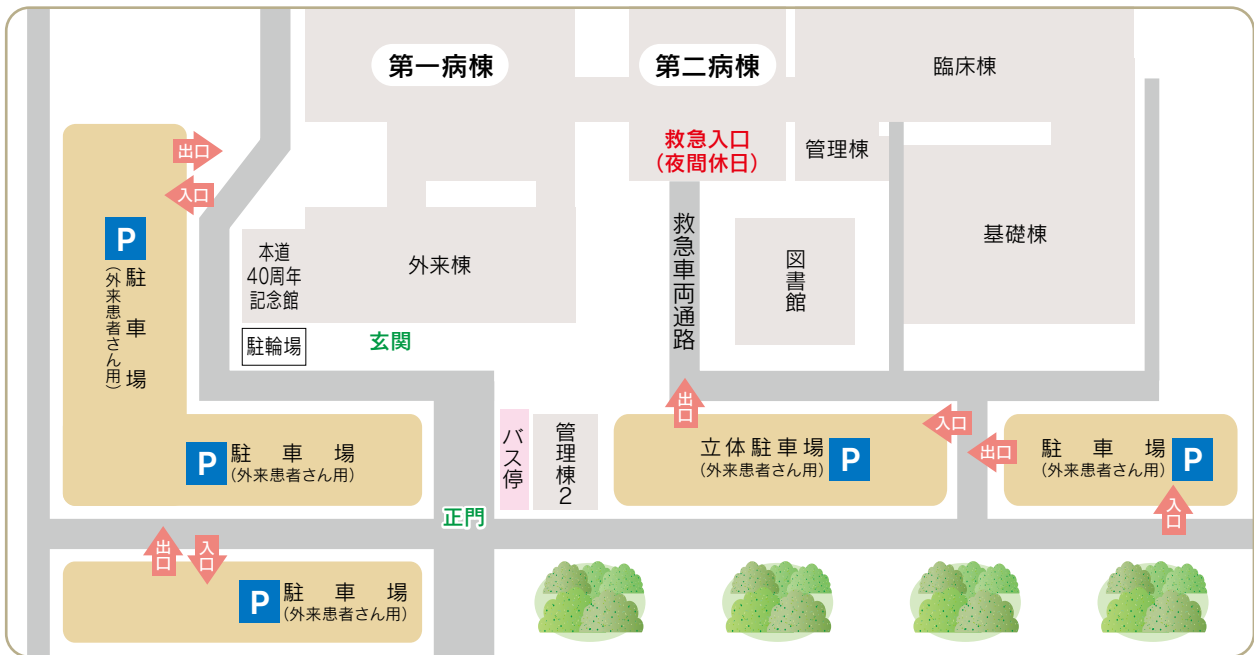 第一病棟
第二病棟
臨床棟
救急入口
(夜間休日)
管理棟
出口
入口
P
駐車場
(外来患者さん用)
本道
40周年
記念館
外来棟
救急車両通路
図書館
基礎棟
駐輪場
玄関
P
駐車場
(外来患者さん用)
バス停
管理棟2
出口
立体駐車場
(外来患者さん用)
P
入口
出口
駐車場
(外来患者さん用)
P
入口
正門
出口
入口
P
駐車場
(外来患者さん用)